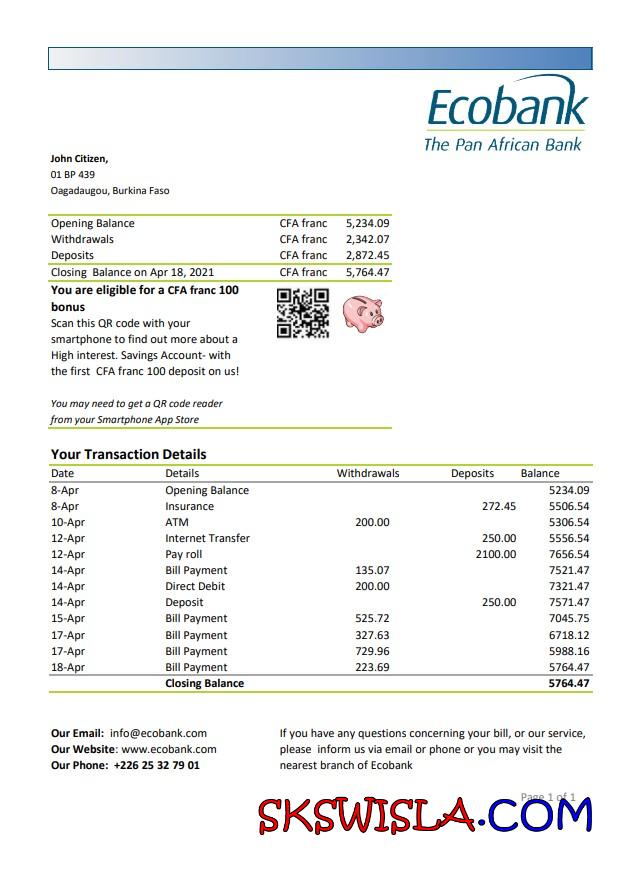 Ecobank
The Pan African Bank
John Citizen,
01 BP 439
Oagadaugou, Burkina Faso
Opening Balance CFA franc 5,234.09
Withdrawals CFA franc 2,342.07
Deposits CFA franc 2,872.45
Closing Balance on Apr 18, 2021 CFA franc 5,764.47
You are eligible for a CFA franc 100
bonus
Scan this QR code with your
smartphone to find out more about a
High interest. Savings Account- with
the first CFA franc 100 deposit on us!
You may need to get a QR code reader
from your Smartphone App Store
Your Transaction Details
Date Details Withdrawals Deposits Balance
8-Apr Opening Balance 5234.09
8-Apr Insurance 272.45 5506.54
10-Apr ATM 200.00 5306.54
12-Apr Internet Transfer 250.00 5556.54
12-Apr Pay roll 2100.00 7656.54
14-Apr Bill Payment 135.07 7521.47
14-Apr Direct Debit 200.00 7321.47
14-Apr Deposit 250.00 7571.47
15-Apr Bill Payment 525.72 7045.75
17-Apr Bill Payment 327.63 6718.12
17-Apr Bill Payment 729.96 5988.16
18-Apr Bill Payment 223.69 5764.47
Closing Balance 5764.47
Our Email: info@ecobank.com
Our Website: www.ecobank.com
Our Phone: +226 25 32 79 01
If you have any questions concerning your bill, or our service,
please inform us via email or phone or you may visit the
nearest branch of Ecobank
Page 1 of 1
SKSWISLA.COM